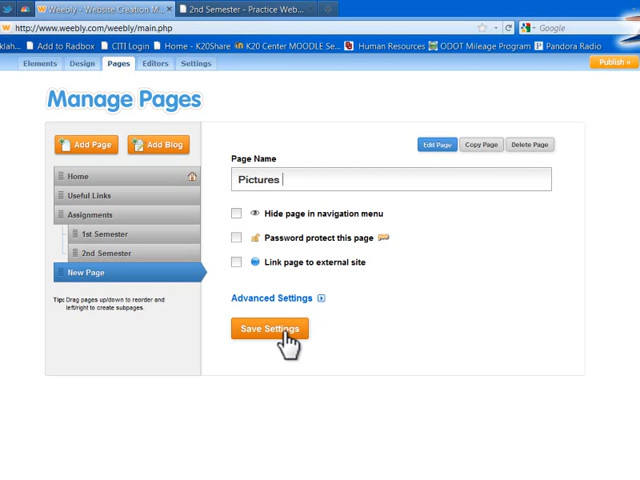 Weebly - Website Creation M...
2nd Semester - Practice Web...
http://www.weebly.com/weebly/main.php
Google
Add to Radbox
CITI Login
Home - K20Share
K20 Center MOODLE Se...
Human Resources
ODOT Mileage Program
Pandora Radio
Elements
Design
Pages
Editors
Settings
Publish »
Manage Pages
Add Page
Add Blog
Edit Page
Copy Page
Delete Page
Page Name
Pictures
Home
Useful Links
Assignments
1st Semester
2nd Semester
New Page
Hide page in navigation menu
Password protect this page
Link page to external site
Tip: Drag pages up/down to reorder and
left/right to create subpages.
Advanced Settings
Save Settings